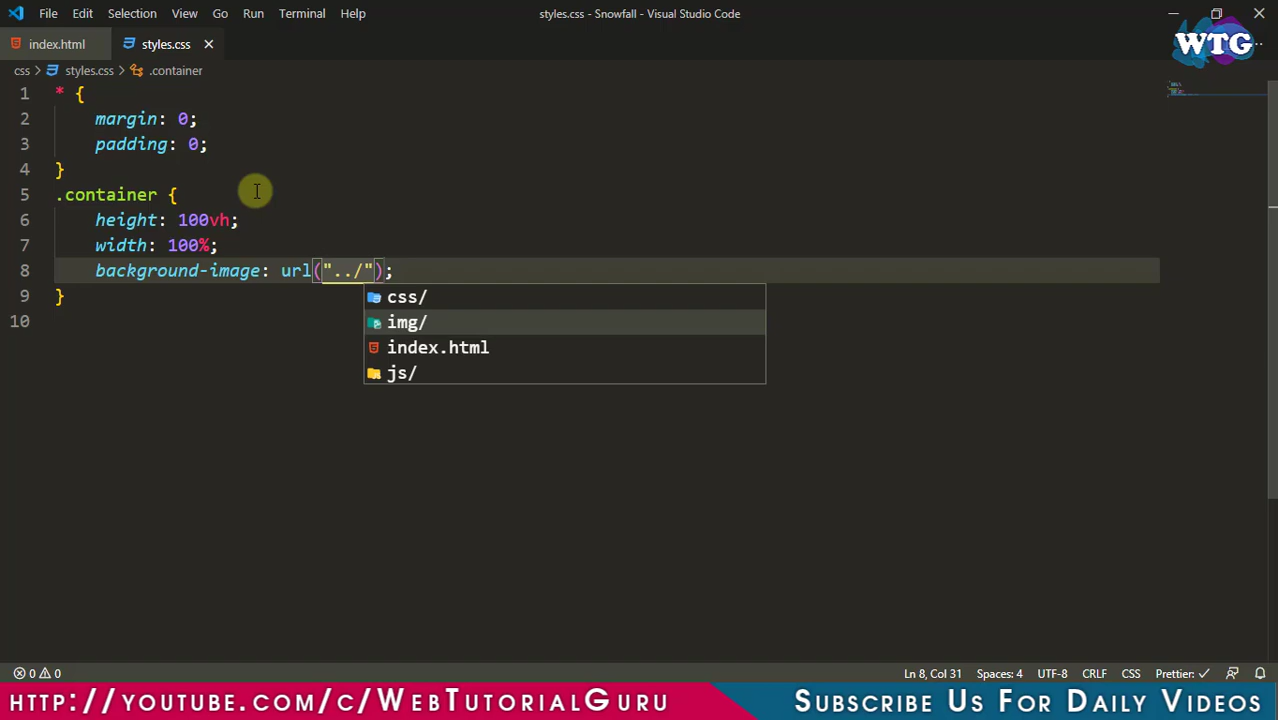 File Edit Selection View Go Run Terminal Help styles.css - Snowfall - Visual Studio Code
index.html styles.css
WTG
css > styles.css > .container
1 * {
2 margin: 0;
3 padding: 0;
4 }
5 .container {
6 height: 100vh;
7 width: 100%;
8 background-image: url("../");
9 }
10
css/
img/
index.html
js/
0 0 Ln 8, Col 31 Spaces: 4 UTF-8 CRLF CSS Prettier: ✓
http://youtube.com/c/WebTutorialGuru Subscribe Us For Daily Videos